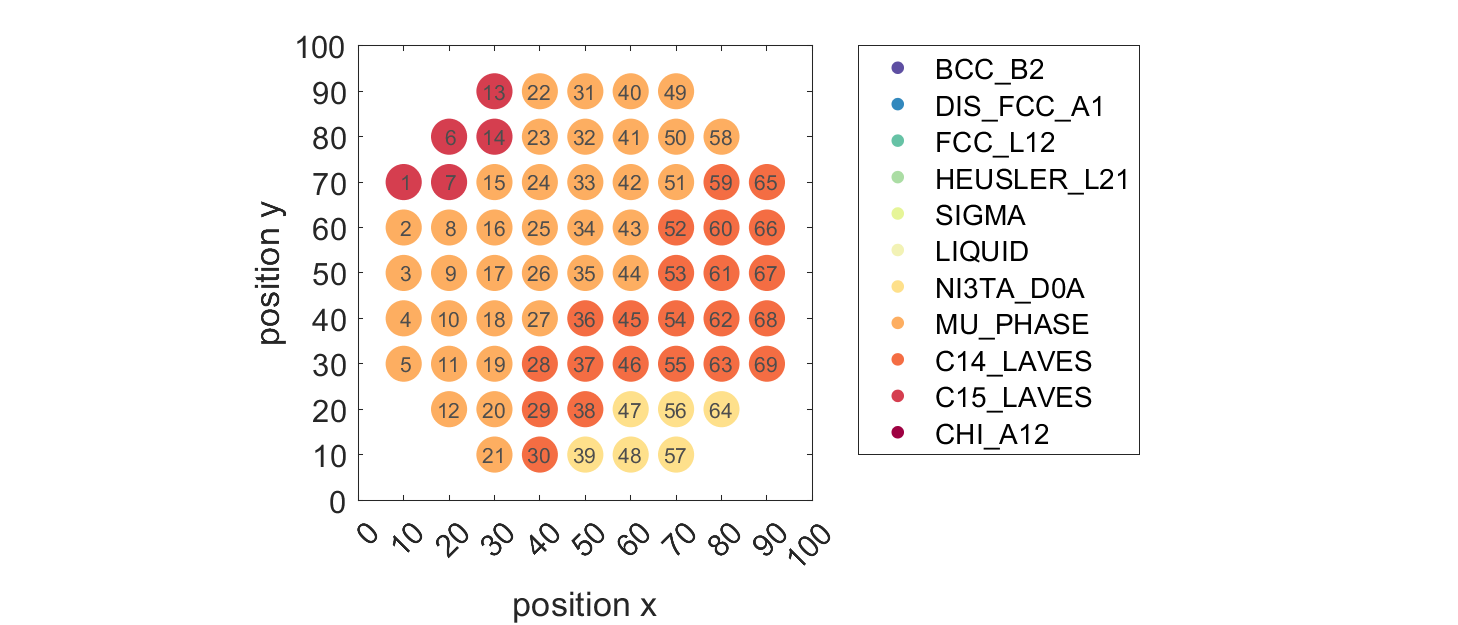 100
90 13 22 31 40 49
80 6 14 23 32 41 50 58
70 1 7 15 24 33 42 51 59 65
60 2 8 16 25 34 43 52 60 66
50 3 9 17 26 35 44 53 61 67
40 4 10 18 27 36 45 54 62 68
30 5 11 19 28 37 46 55 63 69
20 12 20 29 38 47 56 64
10 21 30 39 48 57
0
position y
0 10 20 30 40 50 60 70 80 90 100
position x
BCC_B2
DIS_FCC_A1
FCC_L12
HEUSLER_L21
SIGMA
LIQUID
NI3TA_D0A
MU_PHASE
C14_LAVES
C15_LAVES
CHI_A12